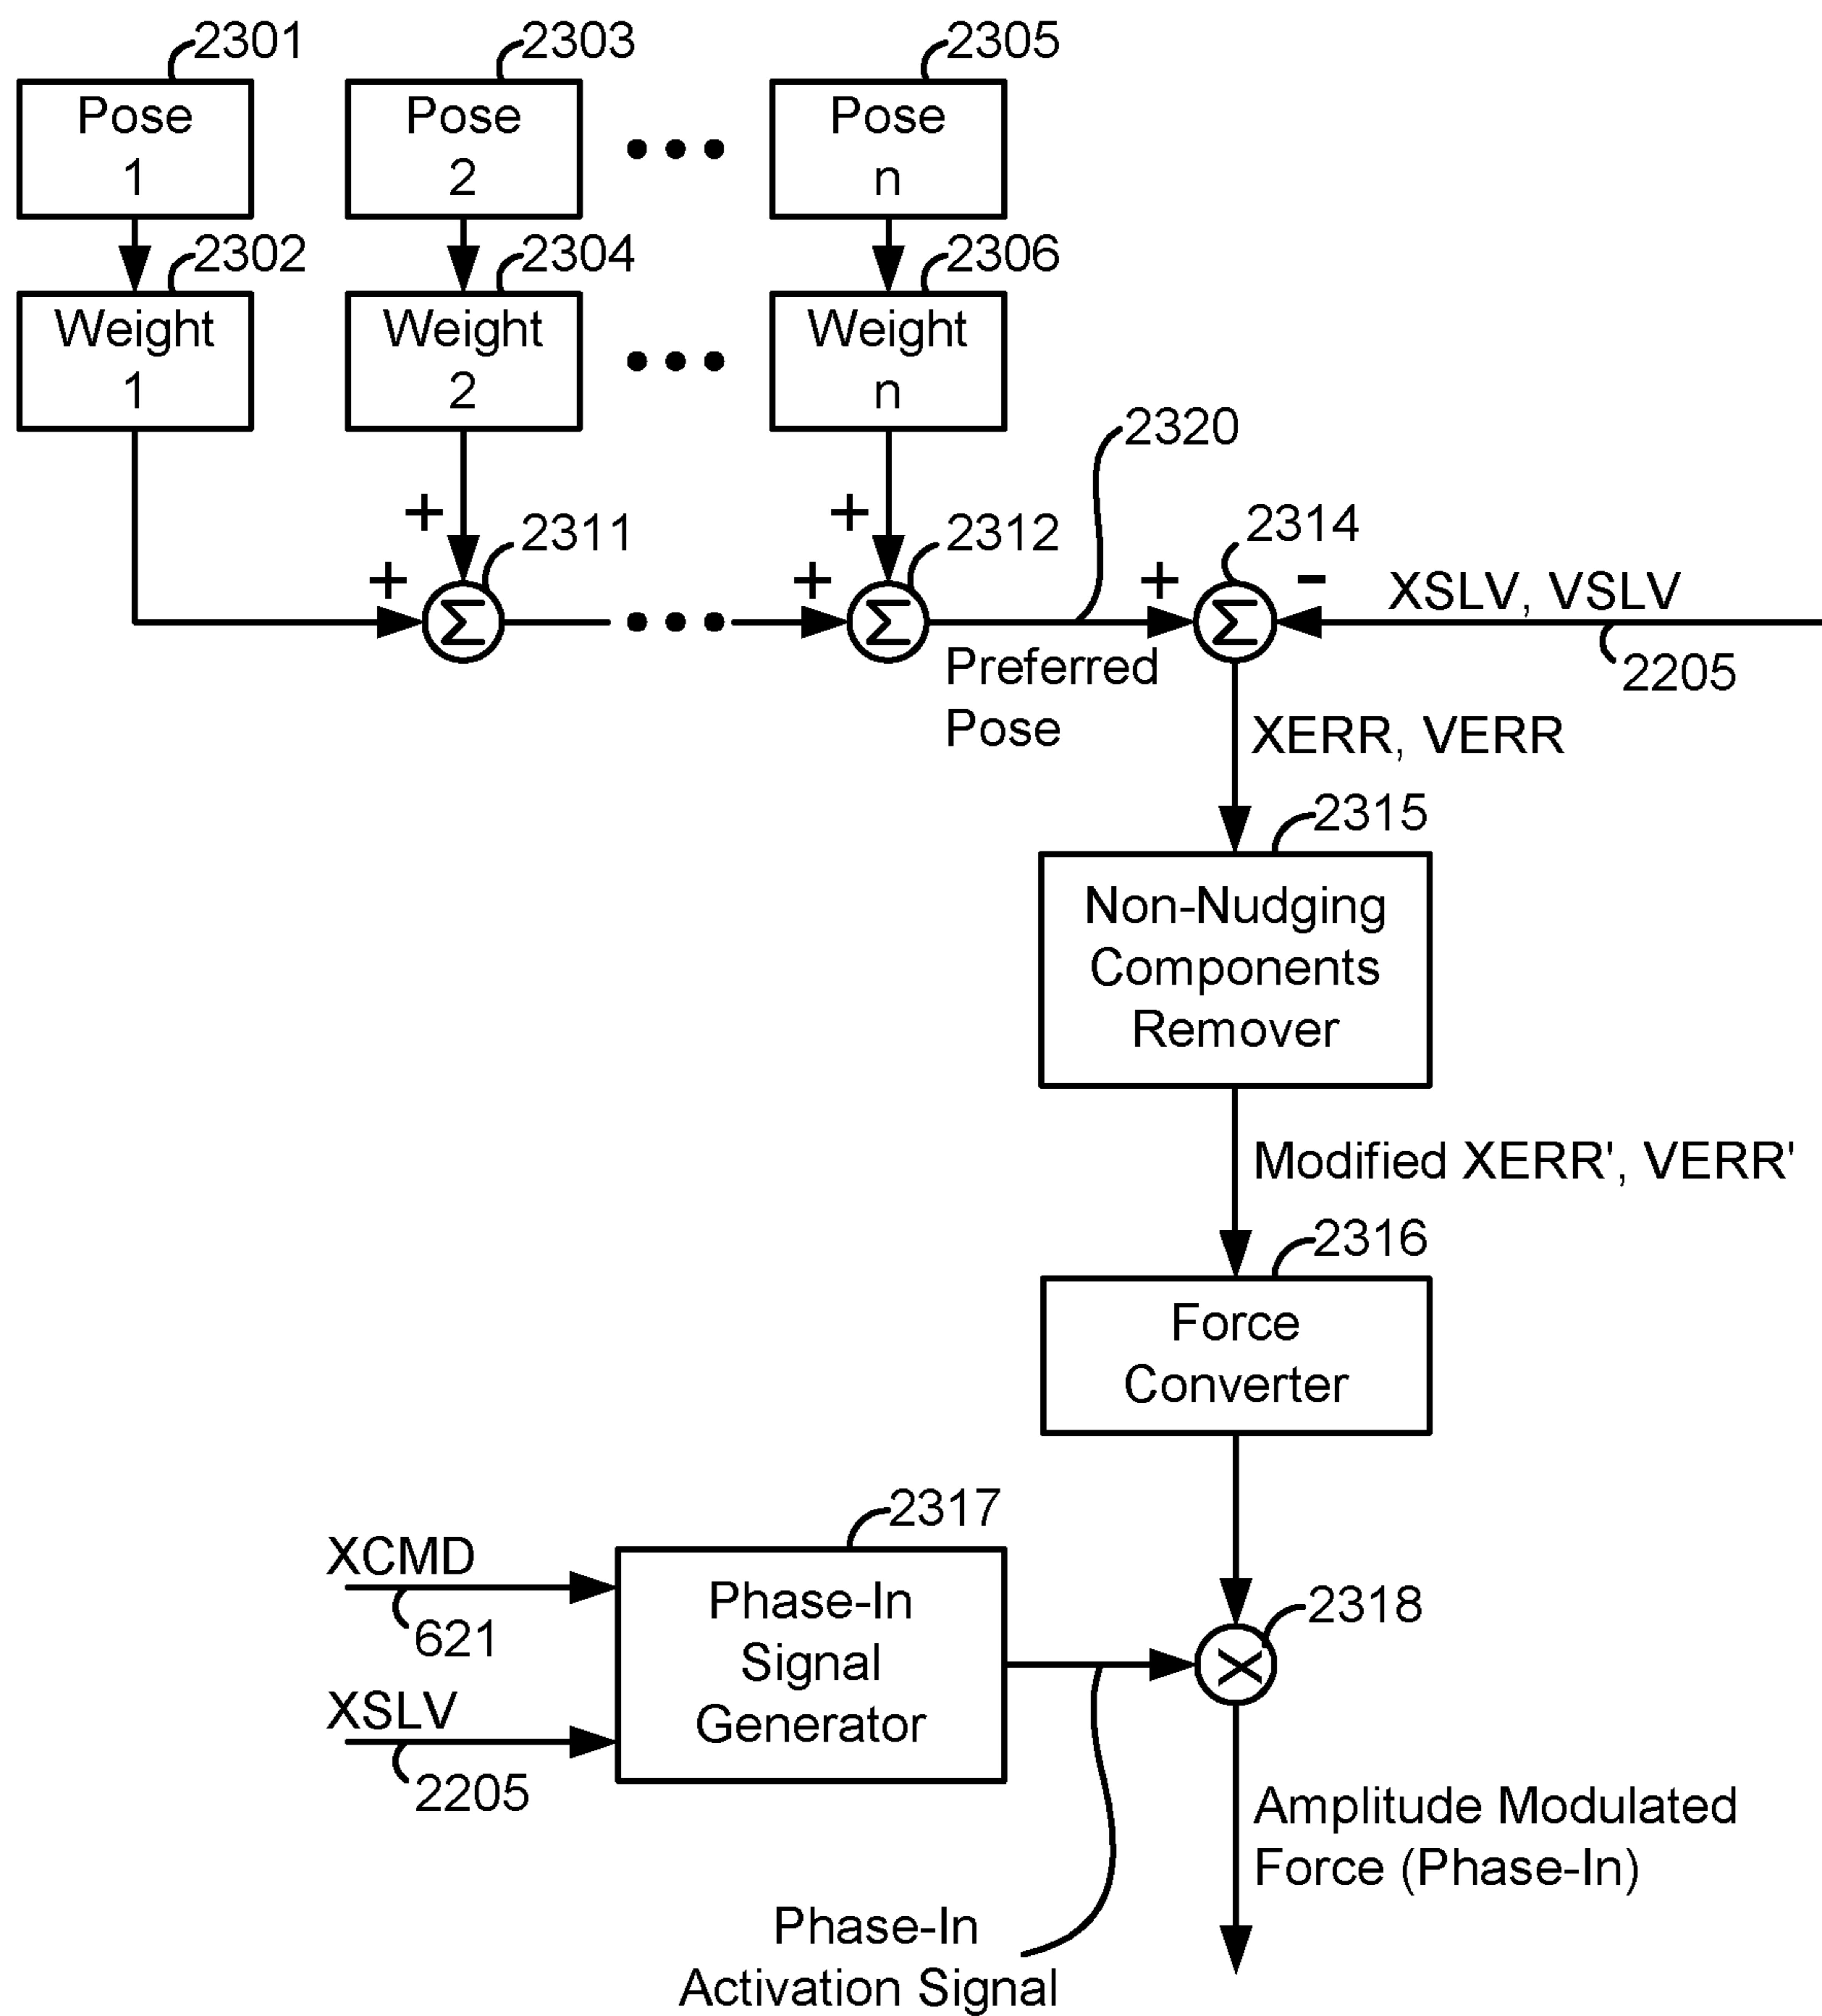 2301
2303
2305
Pose
1
Pose
2
Pose
n
2302
2304
2306
Weight
1
Weight
2
Weight
n
2320
+
+
2311
2312
2314
+
+
+
-
Σ
Σ
Σ
XSLV, VSLV
2205
Preferred
Pose
XERR, VERR
2315
Non-Nudging
Components
Remover
Modified XERR', VERR'
2316
Force
Converter
2317
XCMD
621
Phase-In
Signal
Generator
2318
X
XSLV
2205
Amplitude Modulated
Force (Phase-In)
Phase-In
Activation Signal